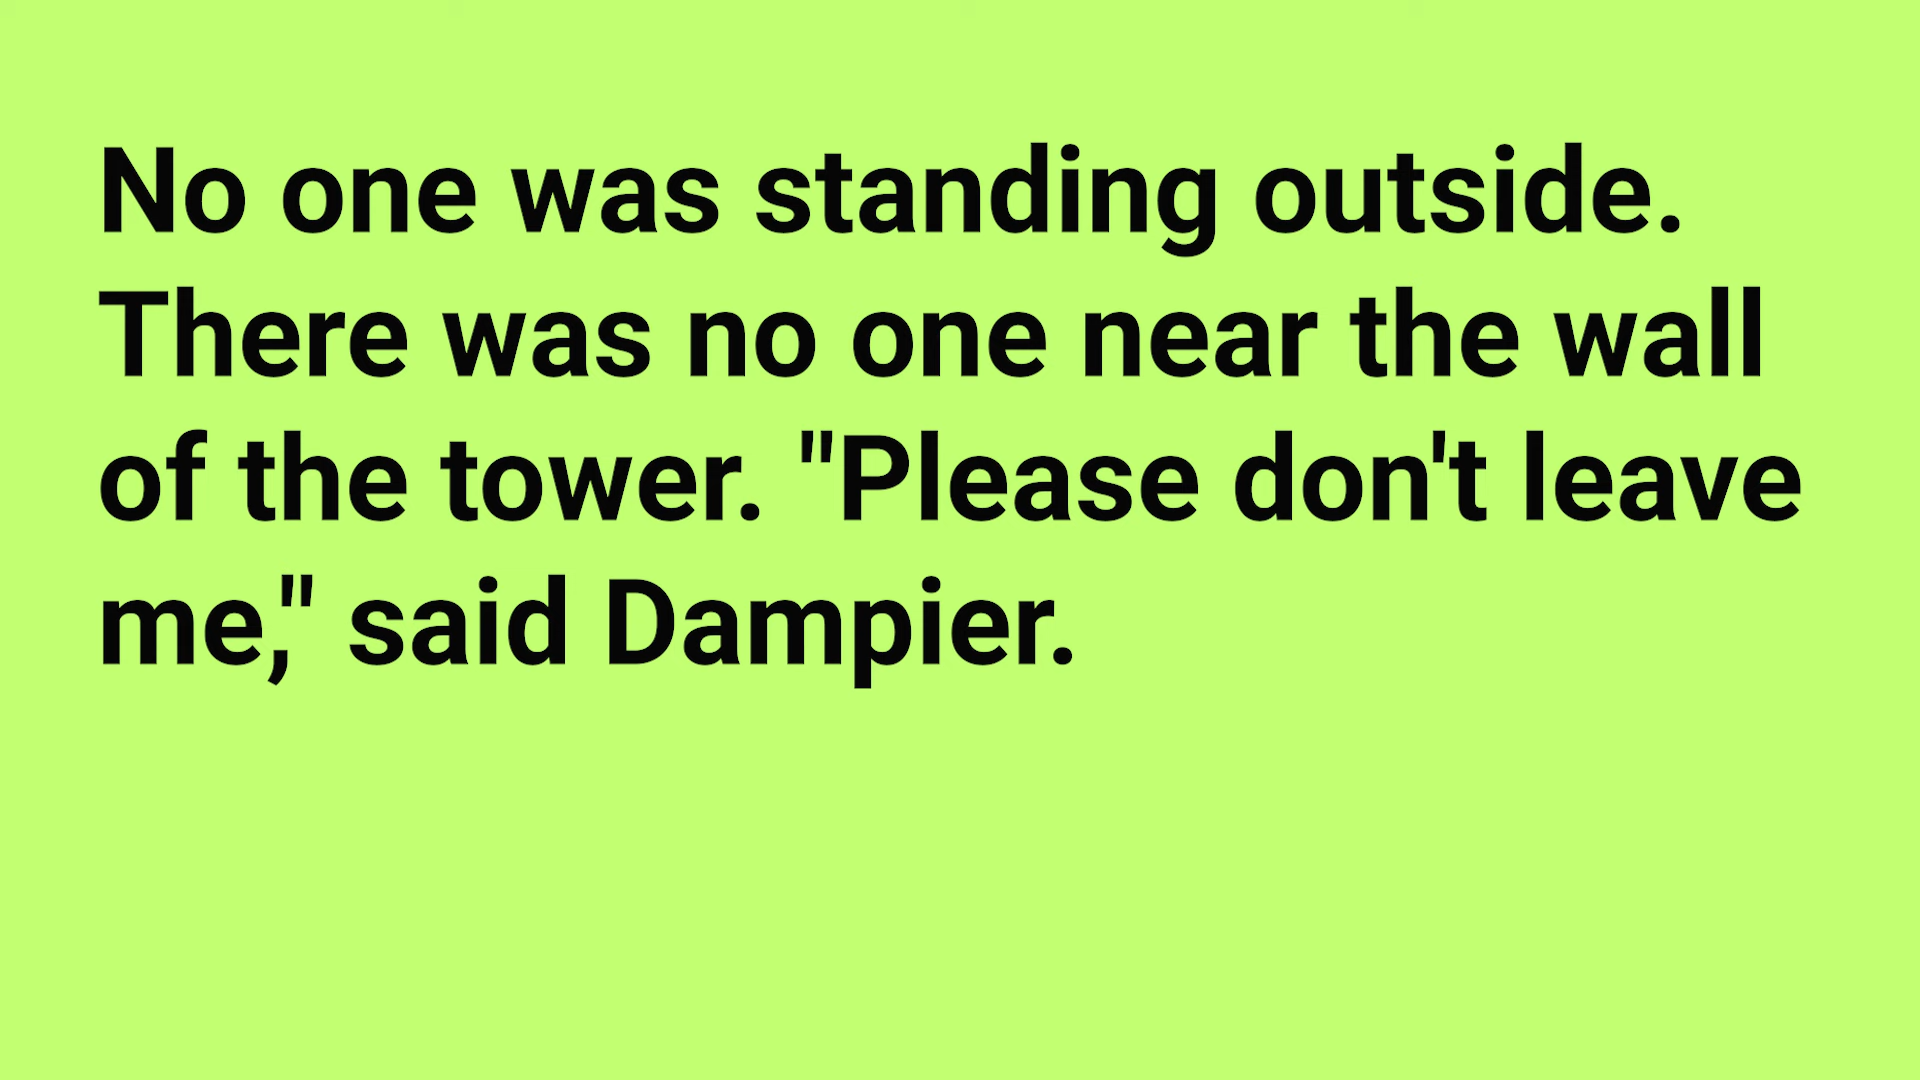 No one was standing outside.
There was no one near the wall
of the tower. "Please don't leave
me," said Dampier.